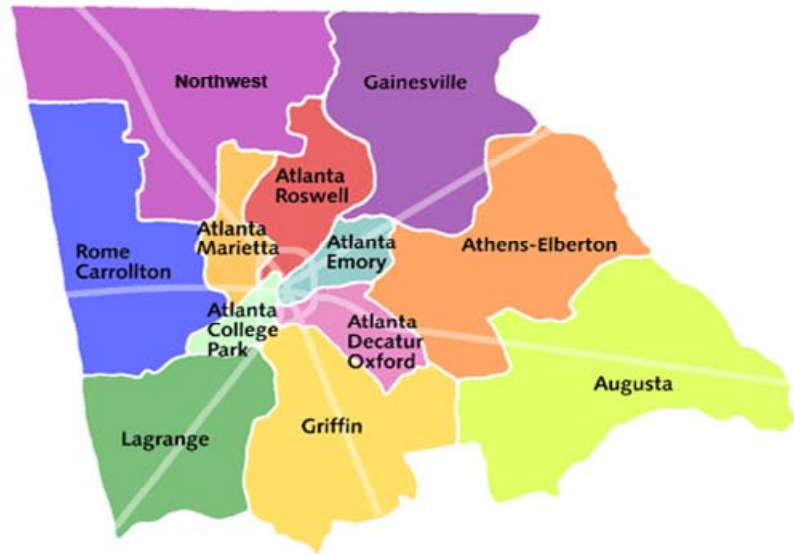 Northwest
Gainesville
Atlanta
Roswell
Atlanta
Marietta
Atlanta
Emory
Athens-Elberton
Rome
Carrollton
Atlanta
College
Park
Atlanta
Decatur
Oxford
Augusta
Lagrange
Griffin